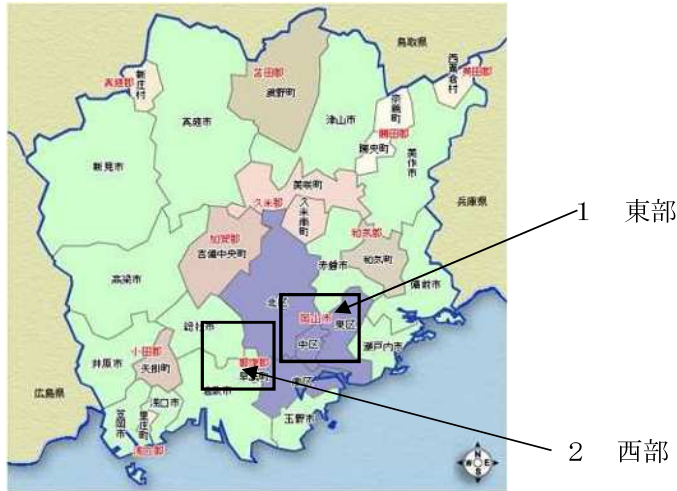 鳥取県
真庭郡
新庄村
苫田郡
鏡野町
西粟倉村
英田郡
奈義町
勝田郡
勝央町
真庭市
津山市
美作市
新見市
美咲町
久米郡
久米南町
兵庫県
1 東部
加賀郡
吉備中央町
和気郡
和気町
赤磐市
備前市
高梁市
北区
岡山市
東区
総社市
中区
瀬戸内市
小田郡
矢掛町
井原市
都窪郡
早島町
広島県
倉敷市
南区
浅口市
玉野市
笠岡市
里庄町
浅口郡
2 西部
N
W E
S